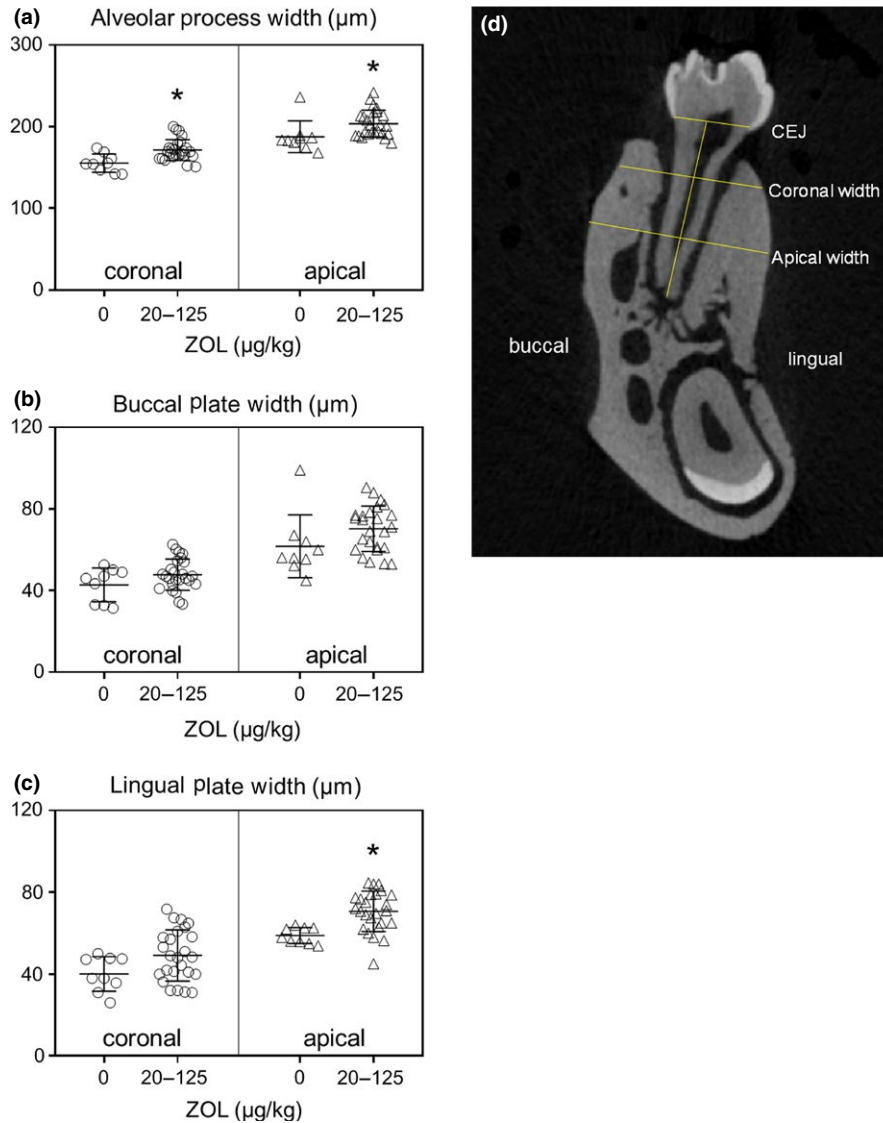 (a)
Alveolar process width (µm)
300
200
100
0
*
*
coronal
apical
0
20–125
0
20–125
ZOL (µg/kg)
(b)
Buccal plate width (µm)
120
80
40
0
coronal
apical
0
20–125
0
20–125
ZOL (µg/kg)
(c)
Lingual plate width (µm)
120
80
40
0
*
coronal
apical
0
20–125
0
20–125
ZOL (µg/kg)
(d)
CEJ
Coronal width
Apical width
buccal
lingual